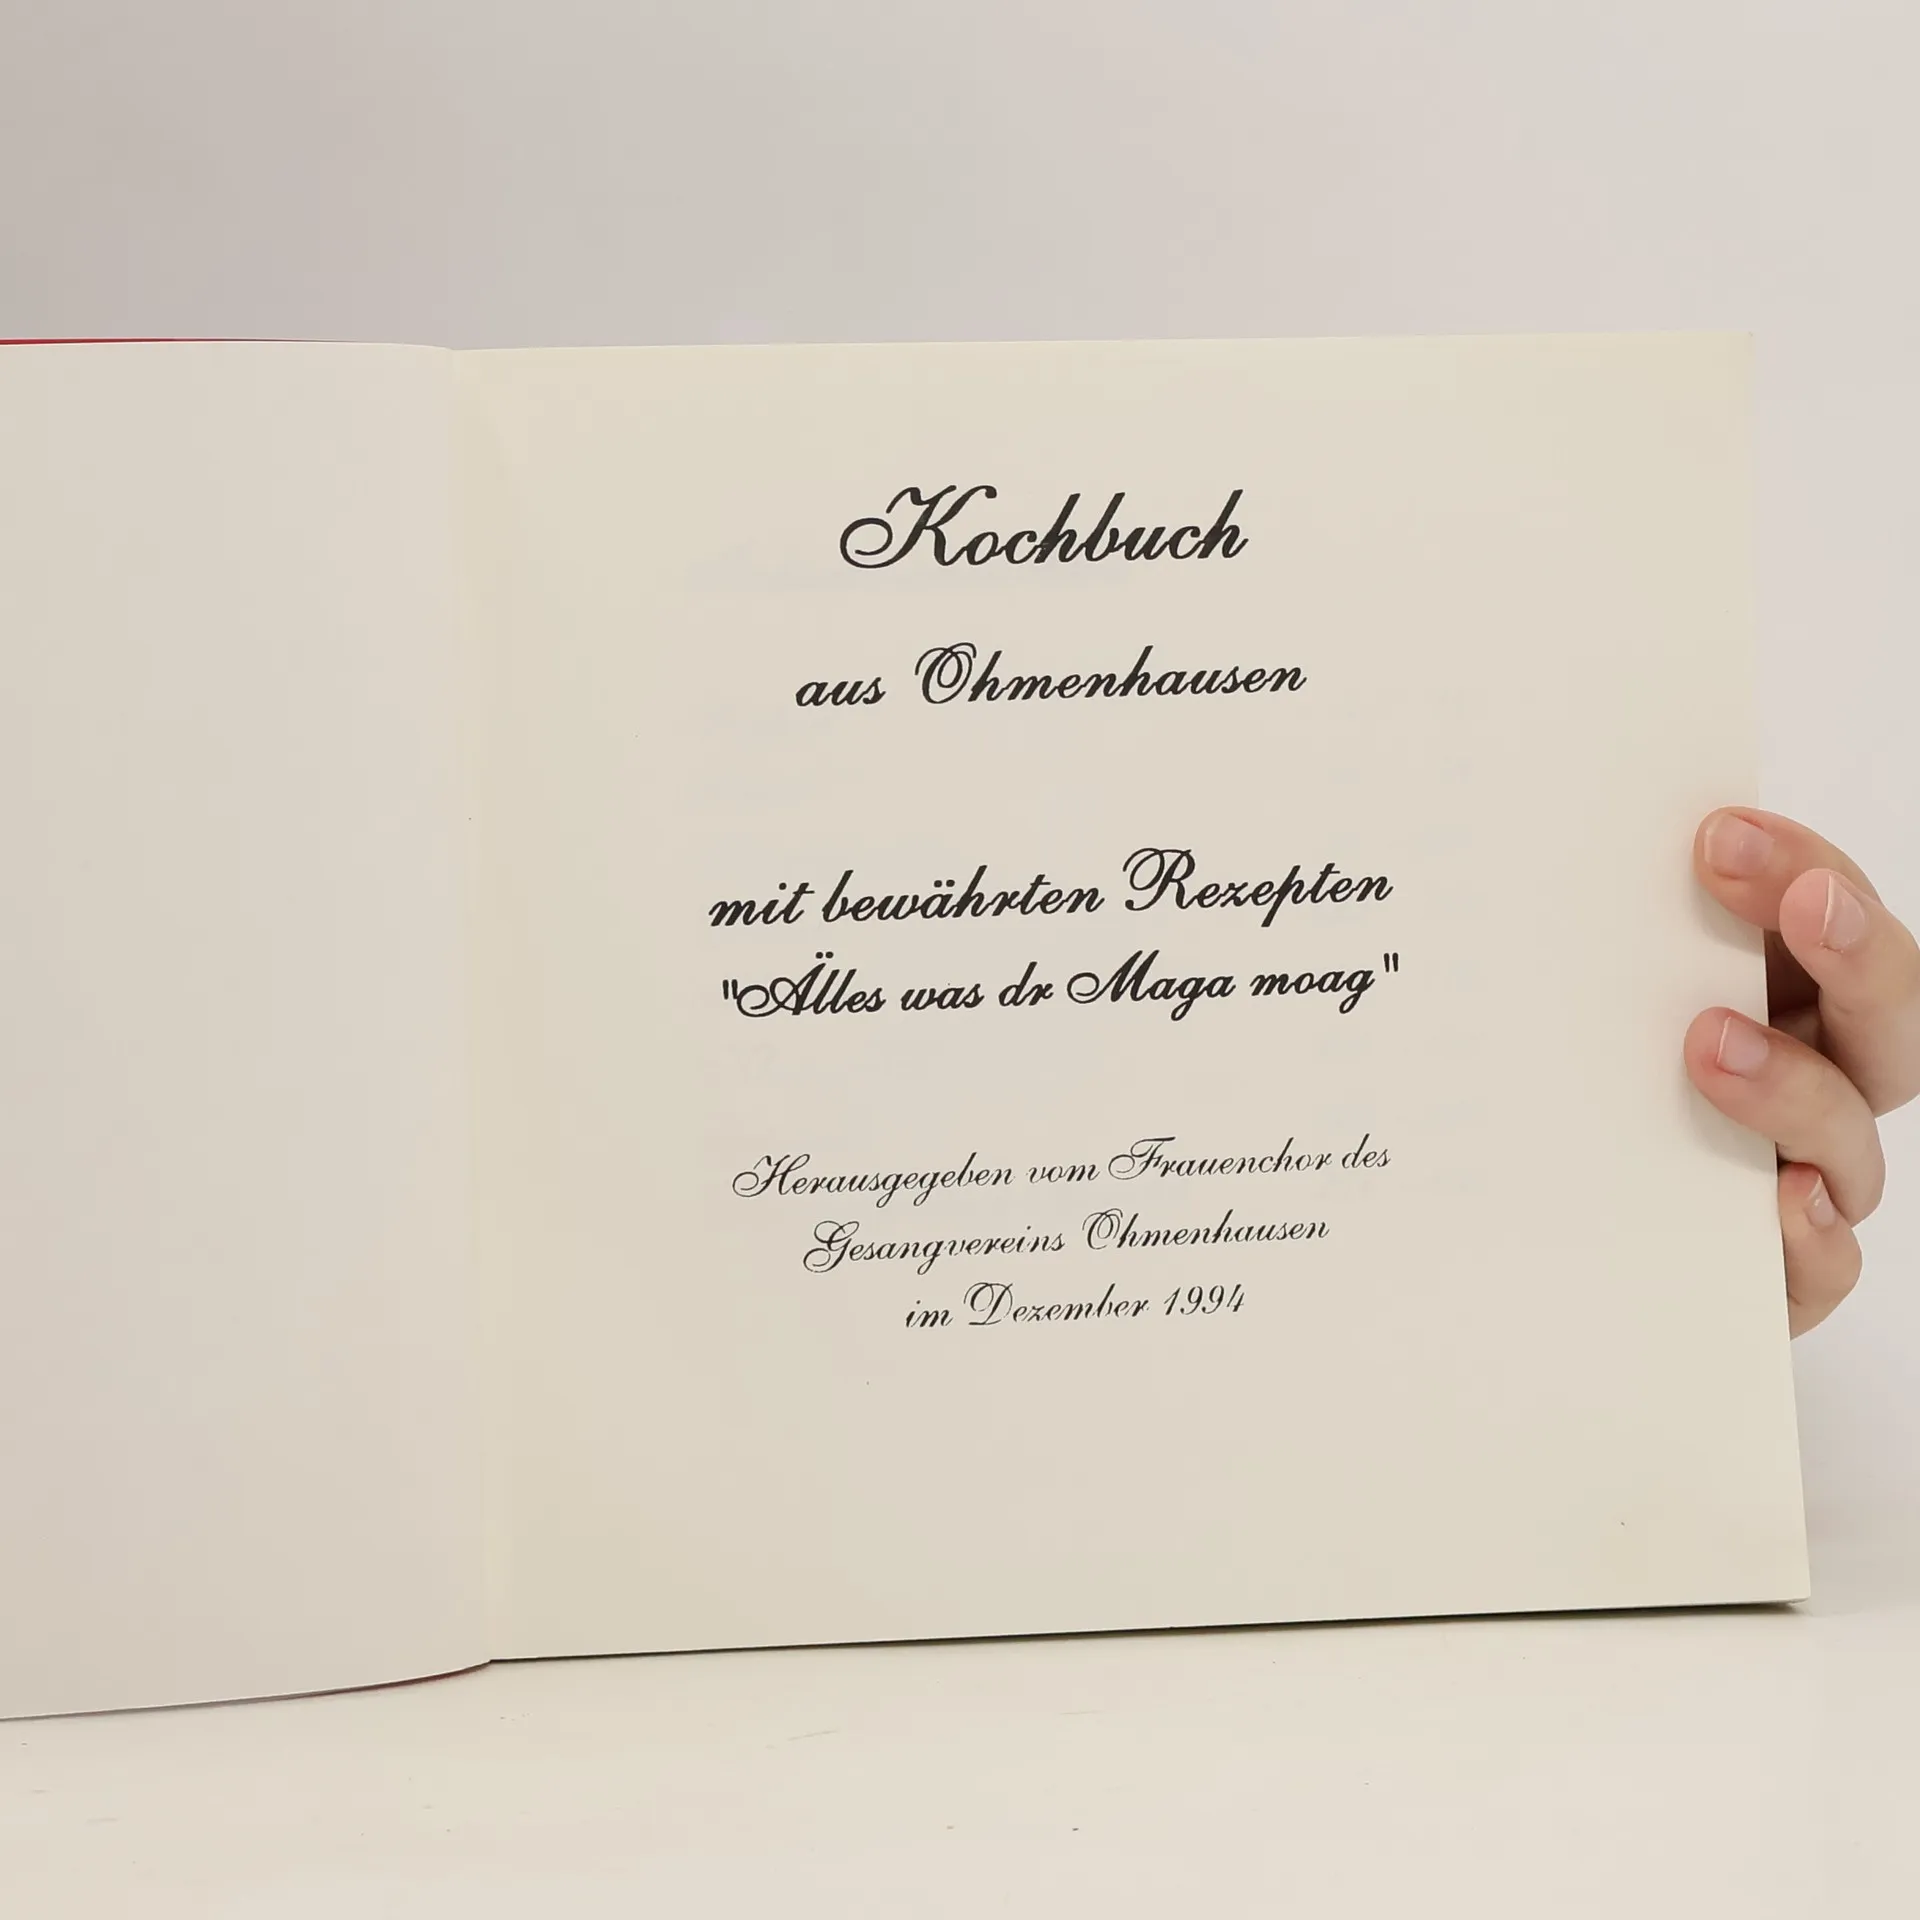 Kochbuch
aus Ohmenhausen
mit bewährten Rezepten
"Älles was dr Maga moag"
Herausgegeben vom Frauenchor des
Gesangvereins Ohmenhausen
im Dezember 1994